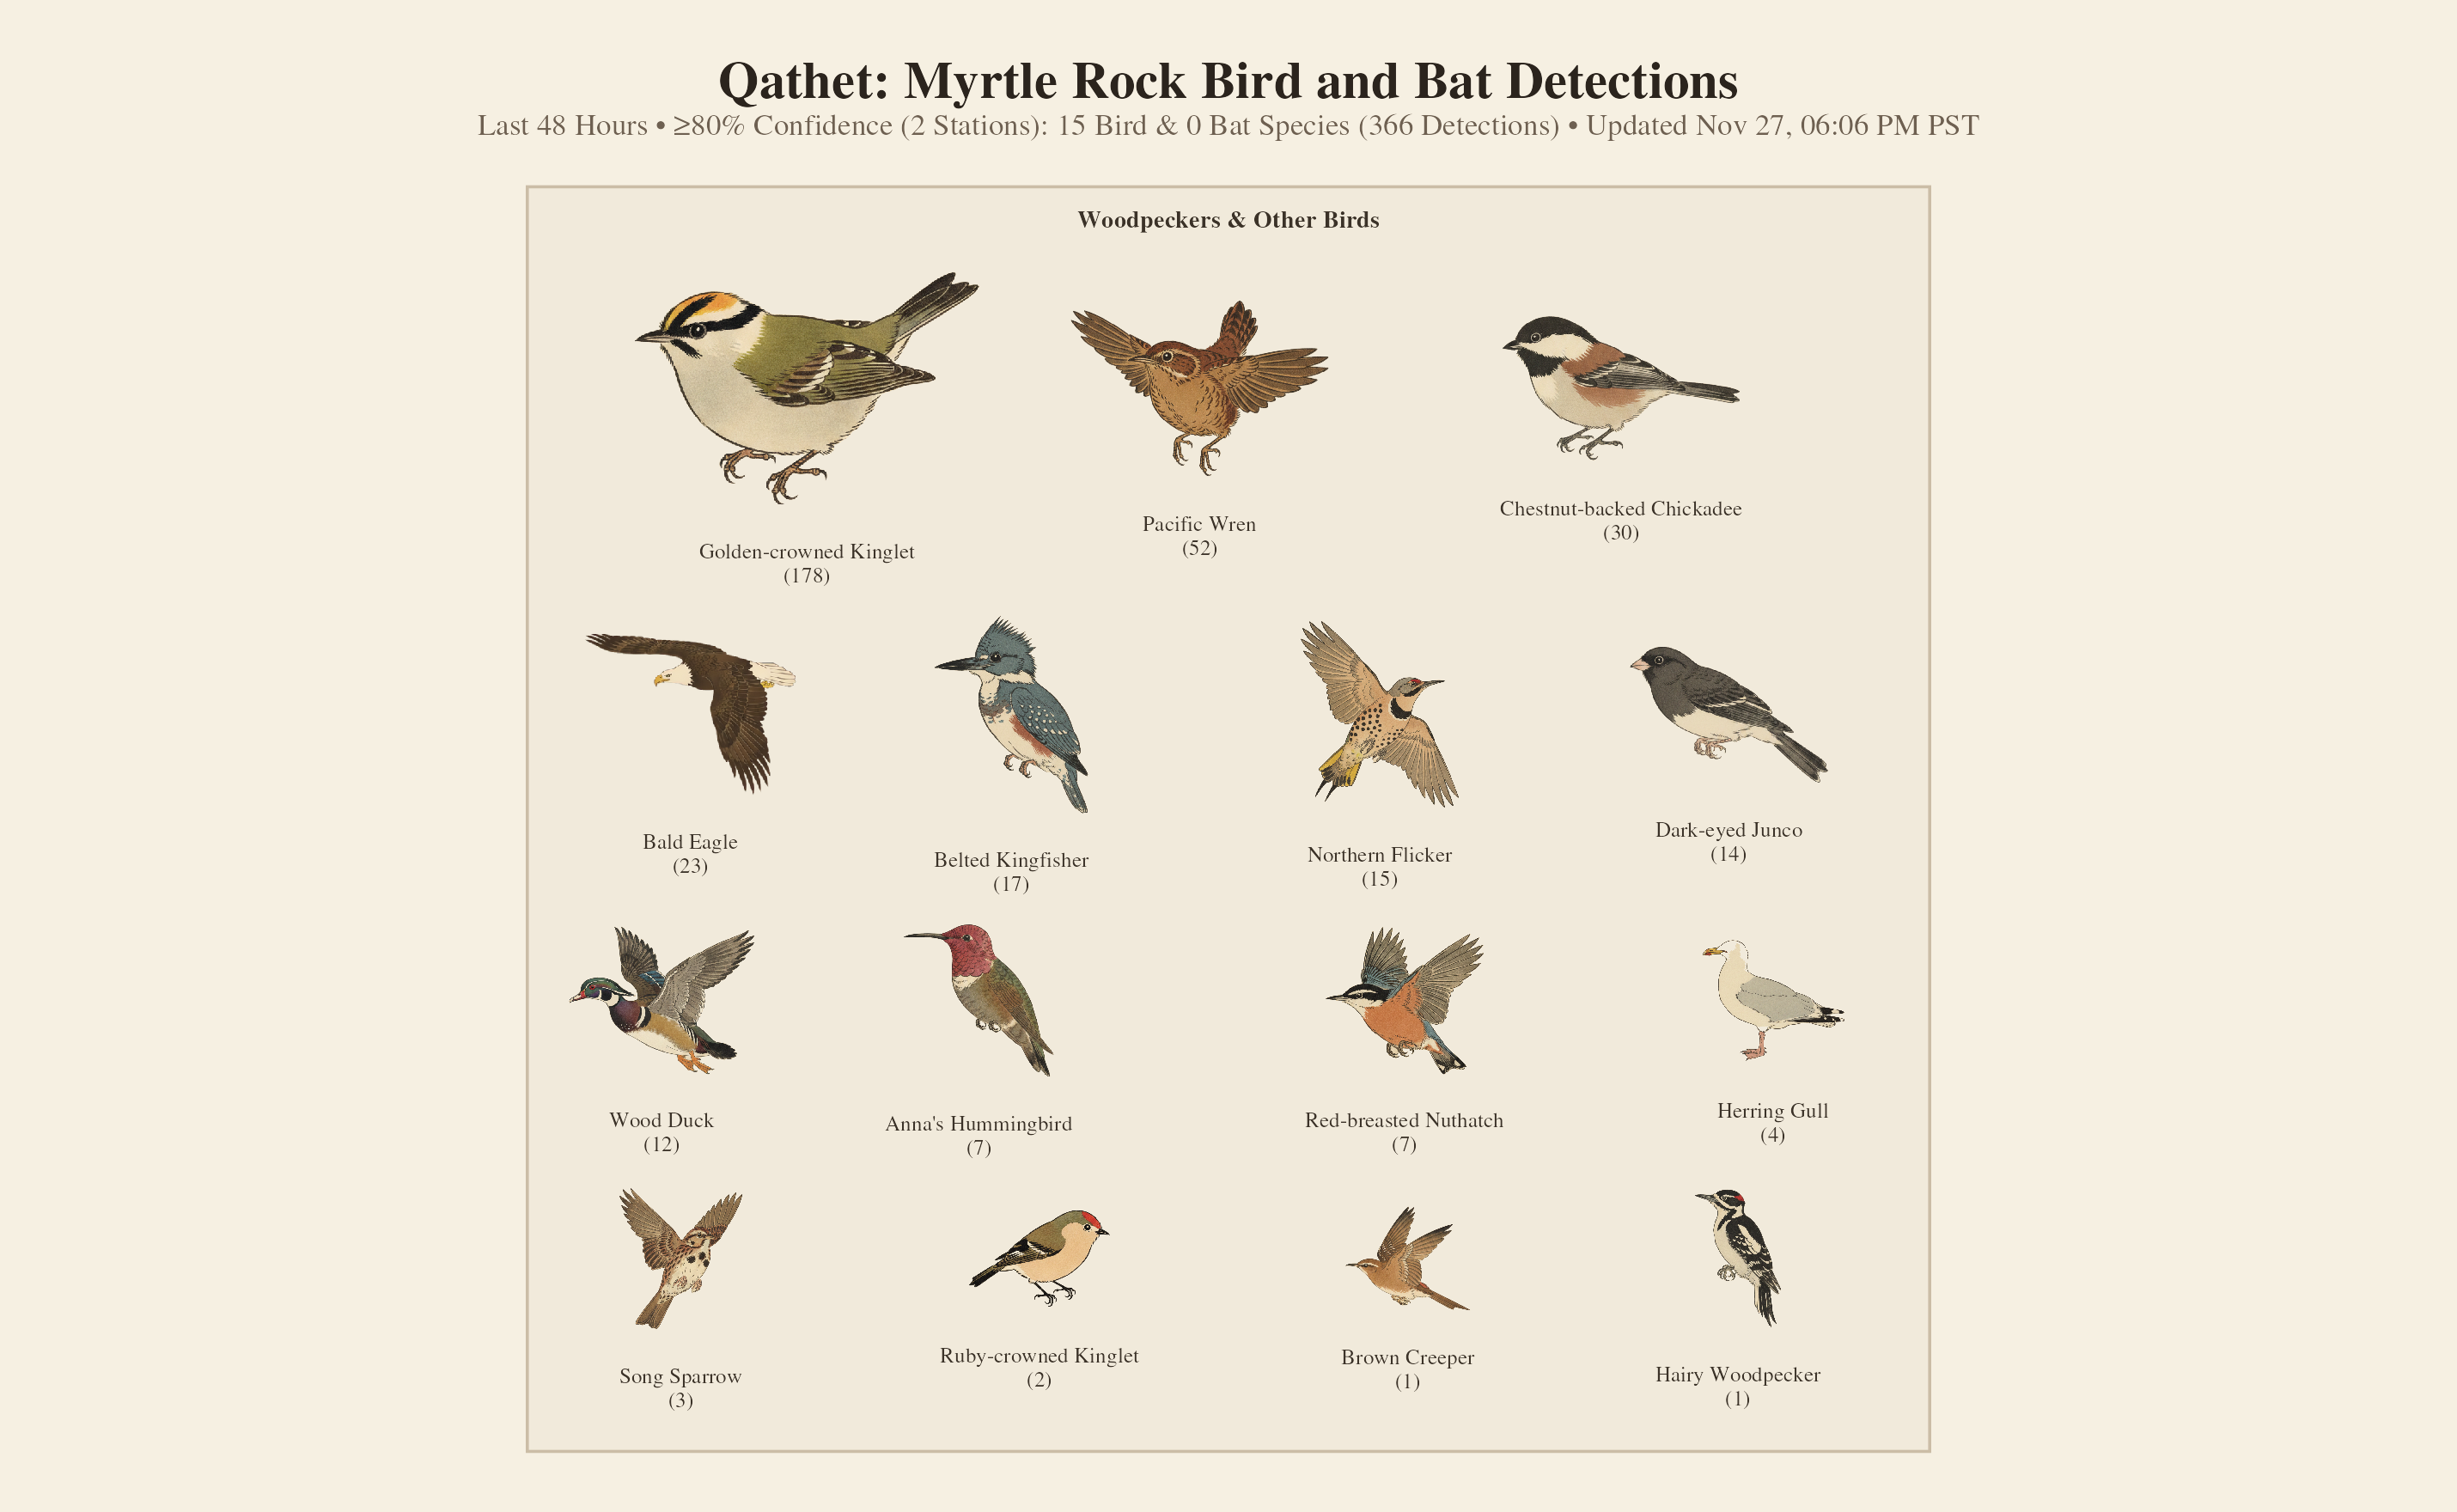 Qathet: Myrtle Rock Bird and Bat Detections
Last 48 Hours • ≥80% Confidence (2 Stations): 15 Bird & 0 Bat Species (366 Detections) • Updated Nov 27, 06:06 PM PST
Woodpeckers & Other Birds
Golden-crowned Kinglet
(178)
Pacific Wren
(52)
Chestnut-backed Chickadee
(30)
Bald Eagle
(23)
Belted Kingfisher
(17)
Northern Flicker
(15)
Dark-eyed Junco
(14)
Wood Duck
(12)
Anna's Hummingbird
(7)
Red-breasted Nuthatch
(7)
Herring Gull
(4)
Song Sparrow
(3)
Ruby-crowned Kinglet
(2)
Brown Creeper
(1)
Hairy Woodpecker
(1)